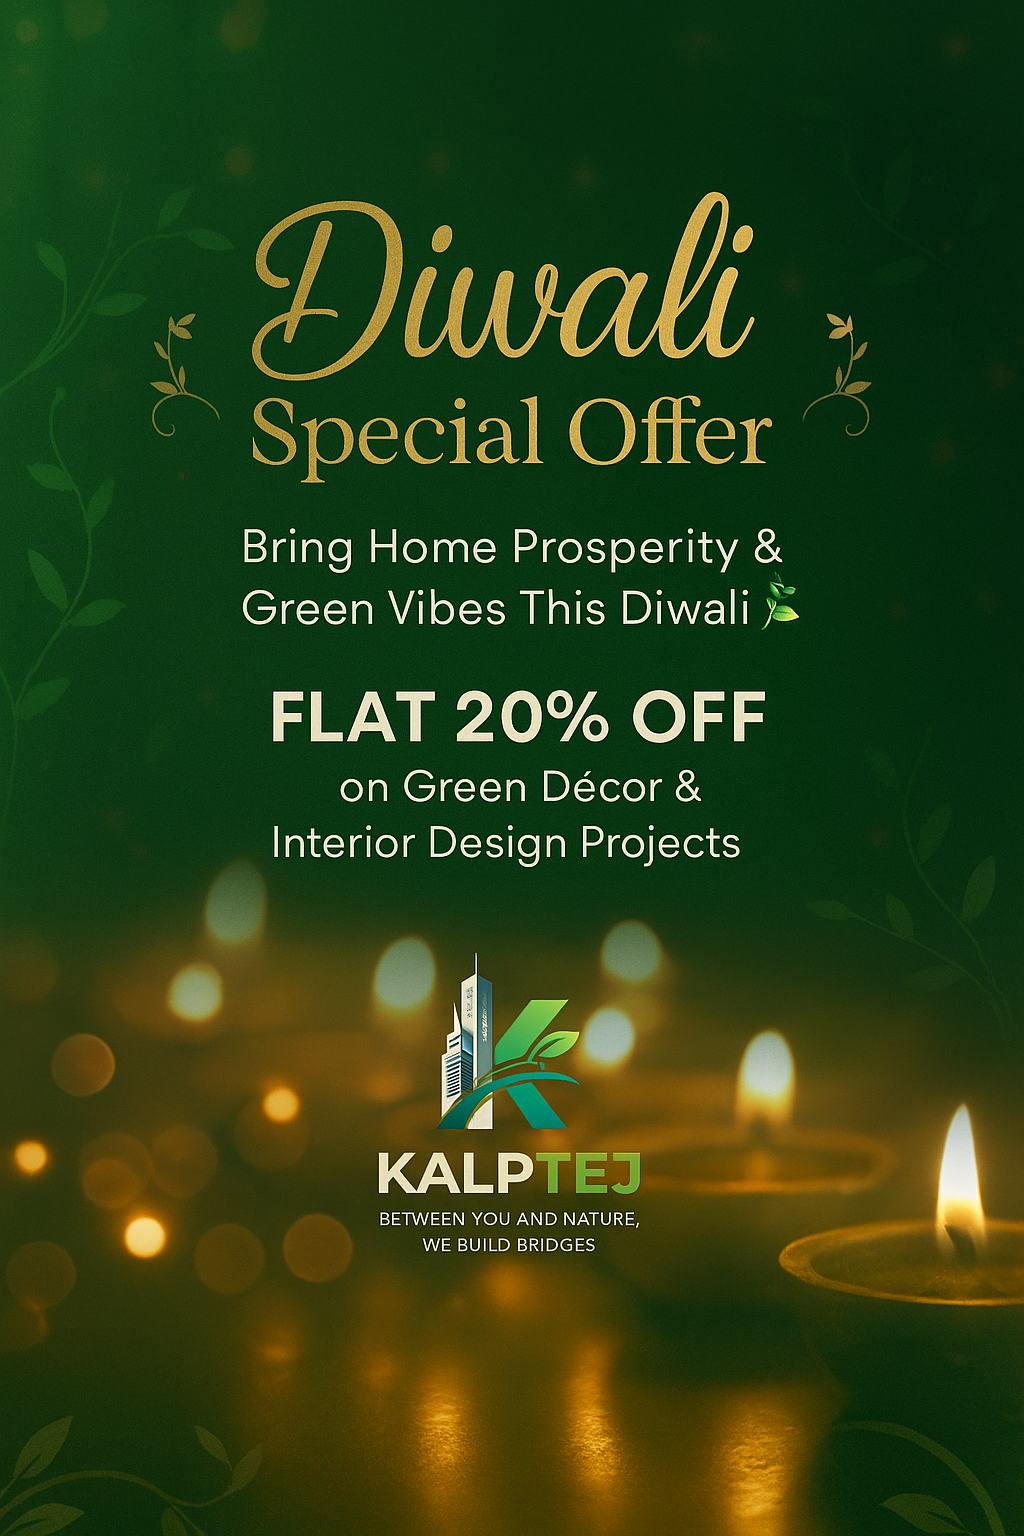 Diwali
Special Offer
Bring Home Prosperity &
Green Vibes This Diwali
FLAT 20% OFF
on Green Décor &
Interior Design Projects
KALPTEJ
BETWEEN YOU AND NATURE,
WE BUILD BRIDGES